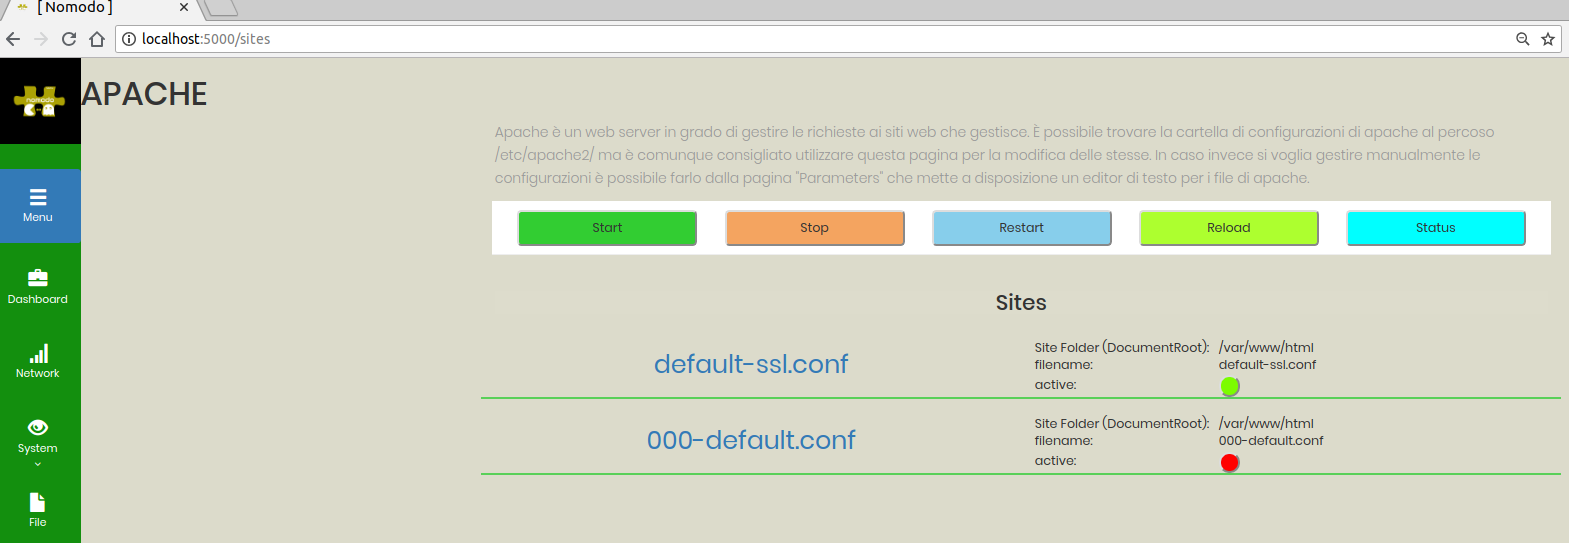 [ Nomodo ]
localhost:5000/sites
nomodo
APACHE
Apache è un web server in grado di gestire le richieste ai siti web che gestisce. È possibile trovare la cartella di configurazioni di apache al percoso
/etc/apache2/ ma è comunque consigliato utilizzare questa pagina per la modifica delle stesse. In caso invece si voglia gestire manualmente le
configurazioni è possibile farlo dalla pagina "Parameters" che mette a disposizione un editor di testo per i file di apache.
Start Stop Restart Reload Status
Menu
Dashboard
Network
System
File
Sites
default-ssl.conf
Site Folder (DocumentRoot): /var/www/html
filename: default-ssl.conf
active:
000-default.conf
Site Folder (DocumentRoot): /var/www/html
filename: 000-default.conf
active: